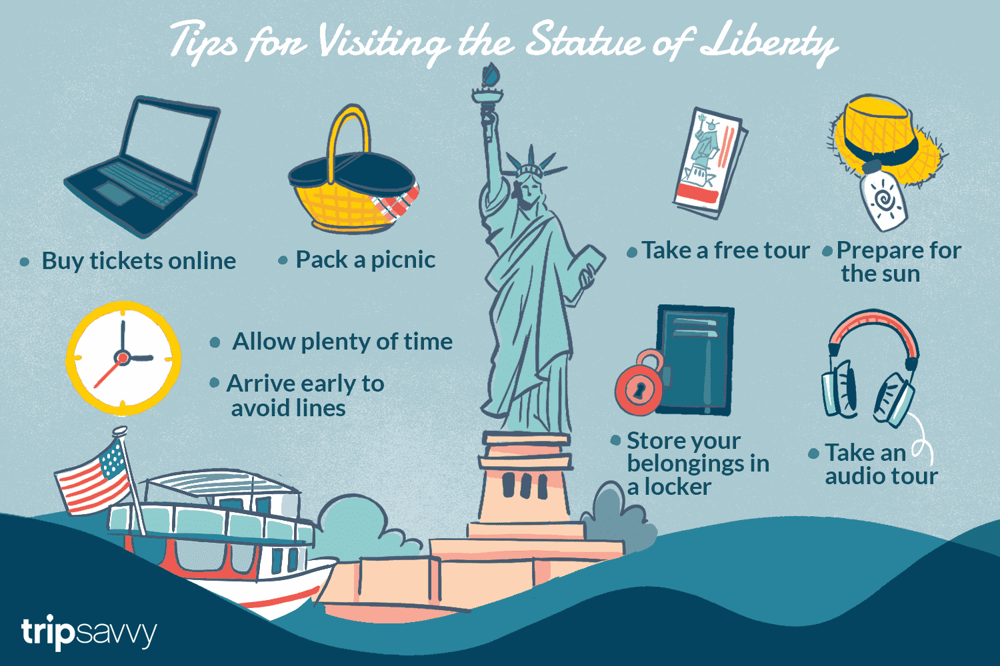 Tips for Visiting the Statue of Liberty
• Buy tickets online
• Pack a picnic
• Take a free tour
• Prepare for
the sun
• Allow plenty of time
• Arrive early to
avoid lines
• Store your
belongings in
a locker
• Take an
audio tour
tripsavvy